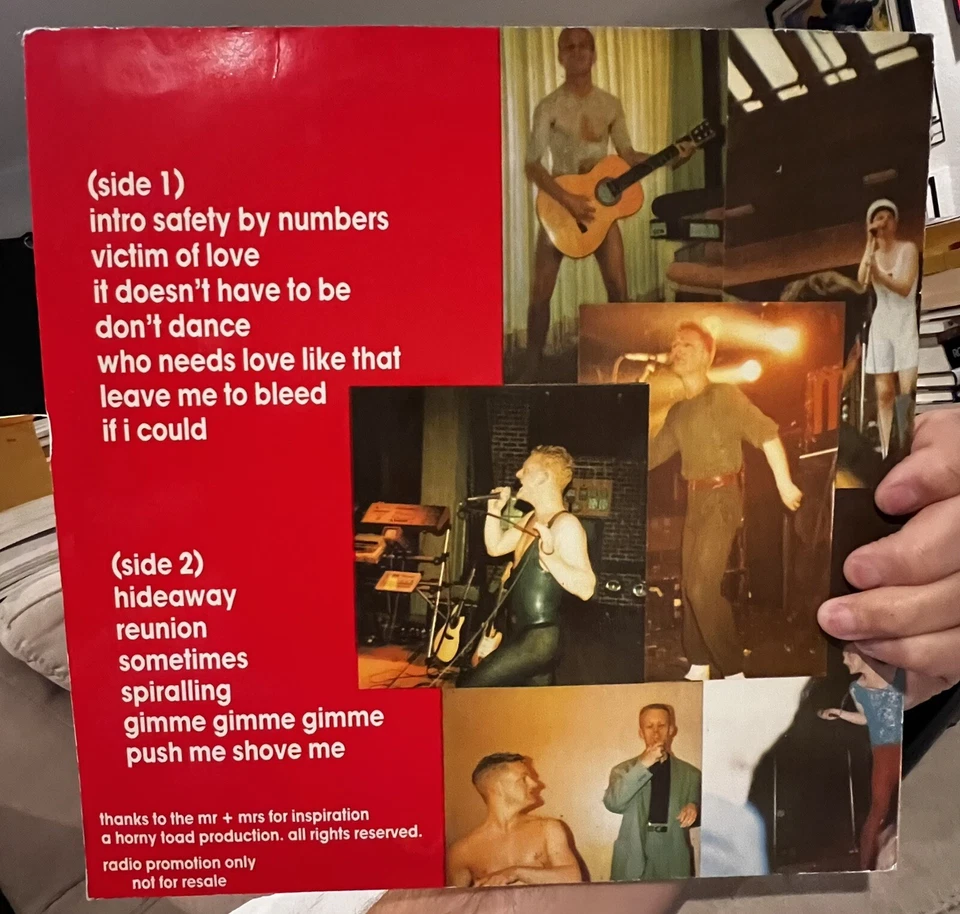 (side 1)
intro safety by numbers
victim of love
it doesn't have to be
don't dance
who needs love like that
leave me to bleed
if i could
(side 2)
hideaway
reunion
sometimes
spiralling
gimme gimme gimme
push me shove me
thanks to the mr + mrs for inspiration
a horny toad production. all rights reserved.
radio promotion only
not for resale